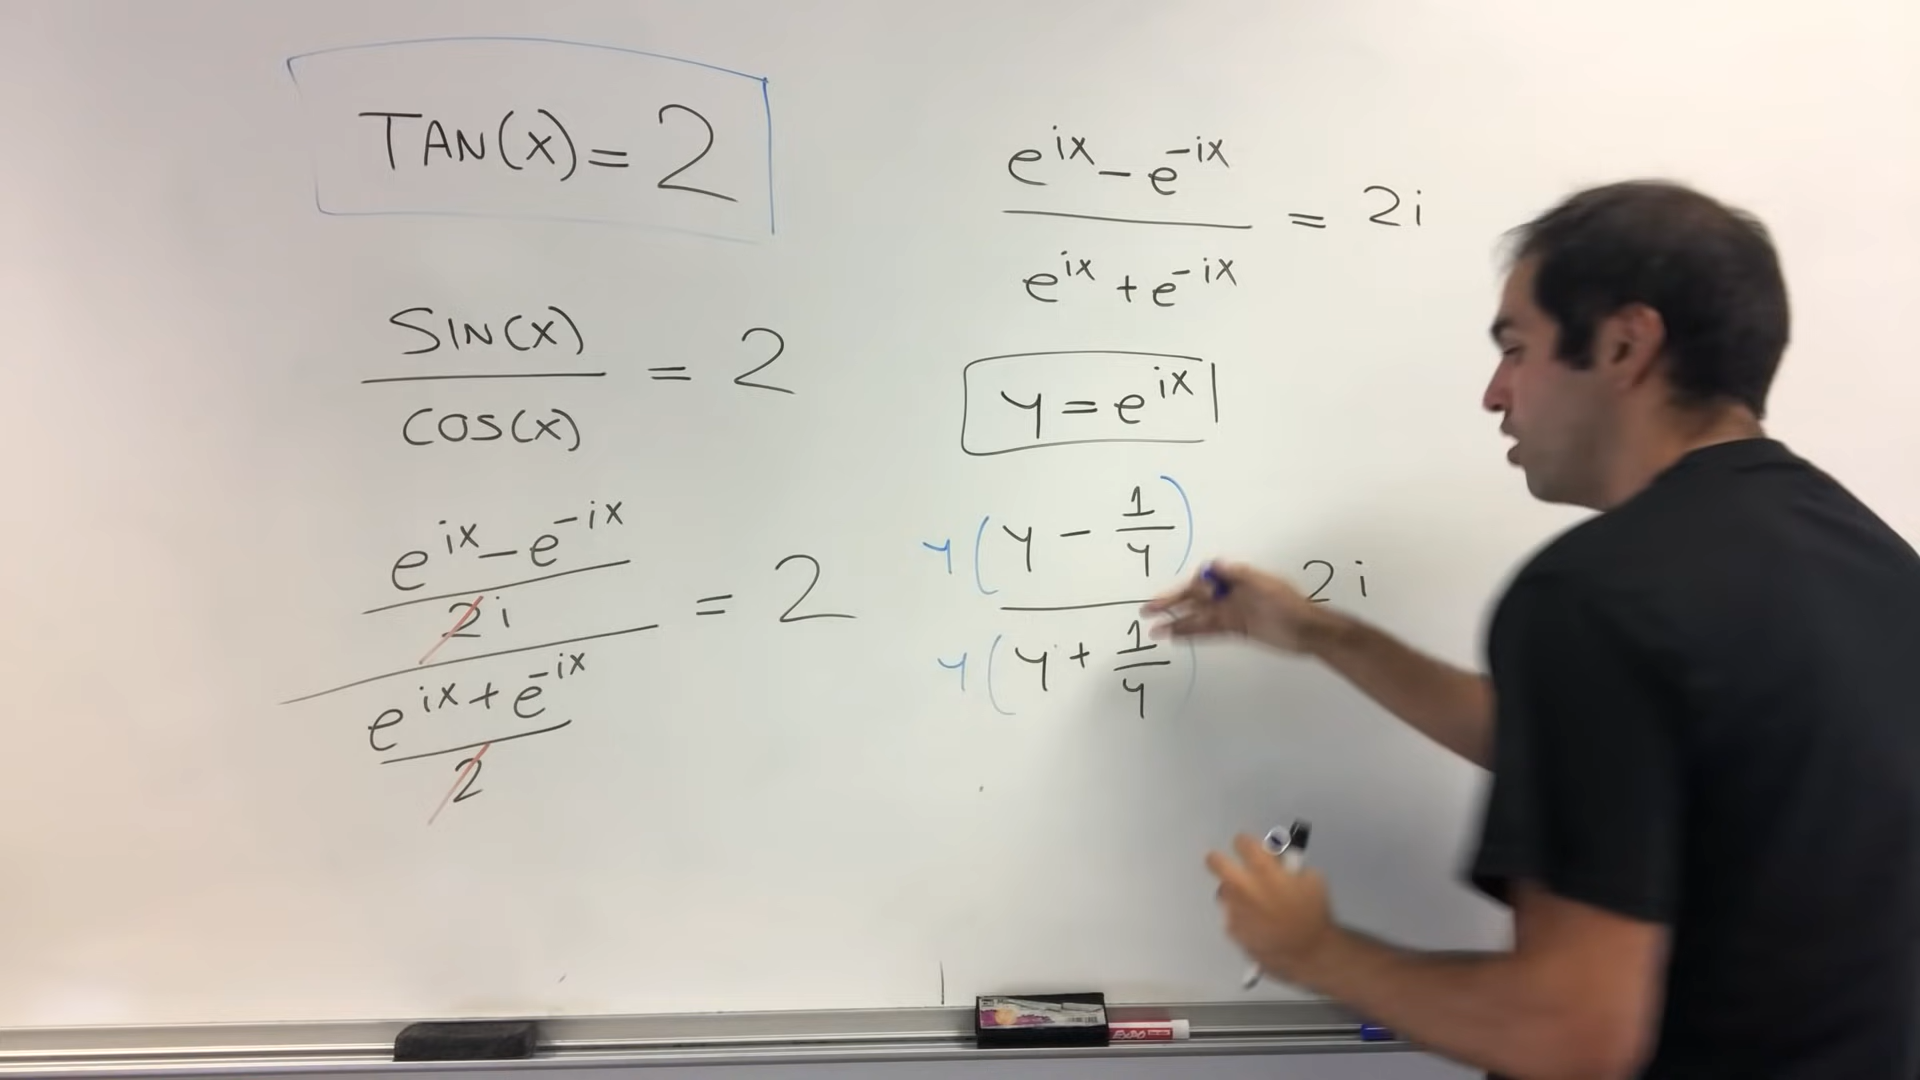 TAN(X) = 2
SIN(X)
COS(X)
= 2
e^ix - e^-ix
2i
e^ix + e^-ix
2
= 2
e^ix - e^-ix
e^ix + e^-ix
= 2i
y = e^ix
y(y - 1/y)
y(y + 1/y)
2i
EXPO